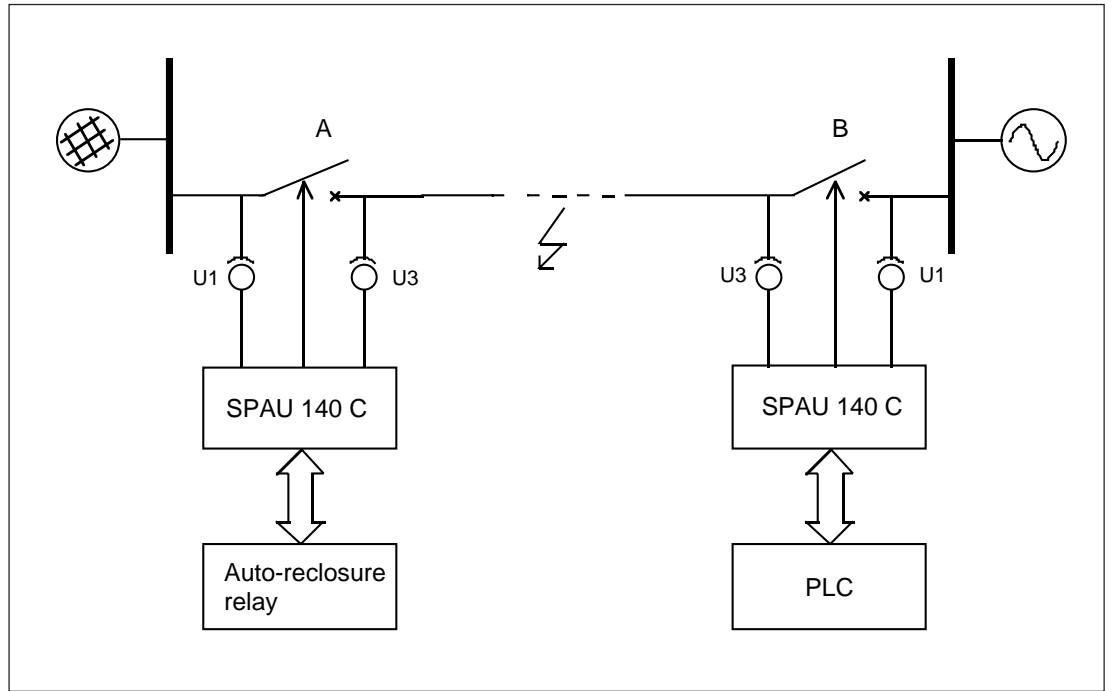 A
B
U1
U3
U3
U1
SPAU 140 C
SPAU 140 C
Auto-reclosure
relay
PLC